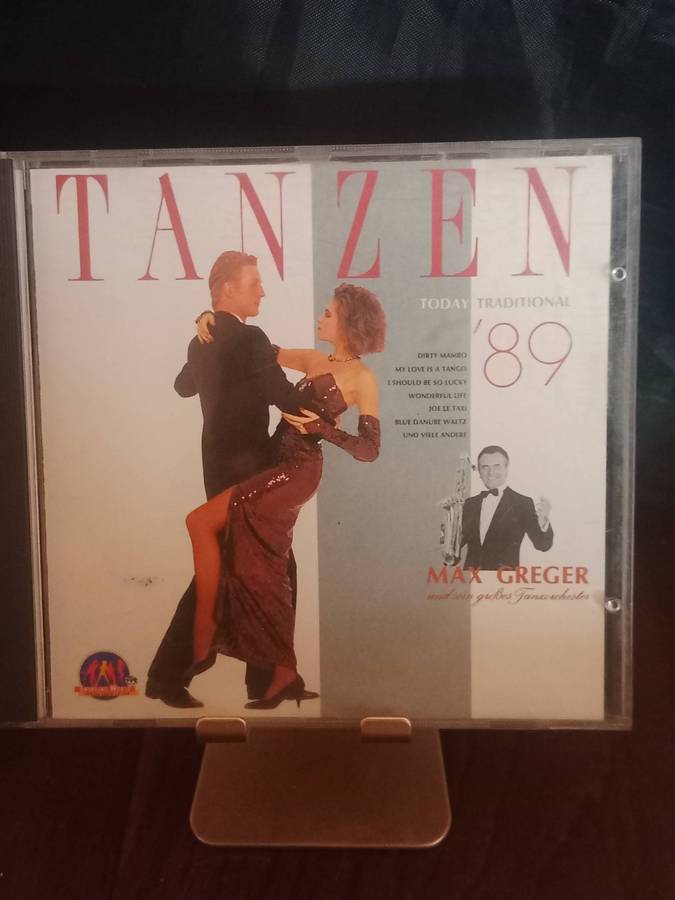 TANZEN
TODAY TRADITIONAL
'89
DIRTY MAMBO
MY LOVE IS A TANGO
I SHOULD BE SO LUCKY
WONDERFUL LIFE
JOE LE TAXI
BLUE DANUBE WALTZ
UND VIELE ANDERE
MAX GREGER
und sein großes Tanzorchester